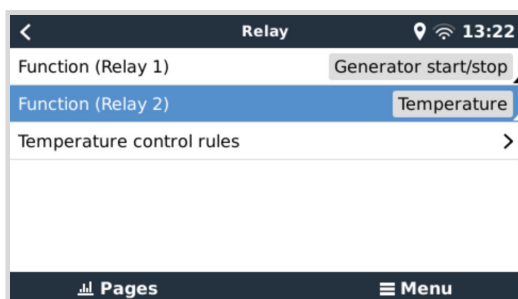 Relay 13:22
Function (Relay 1) Generator start/stop
Function (Relay 2) Temperature
Temperature control rules
Pages Menu